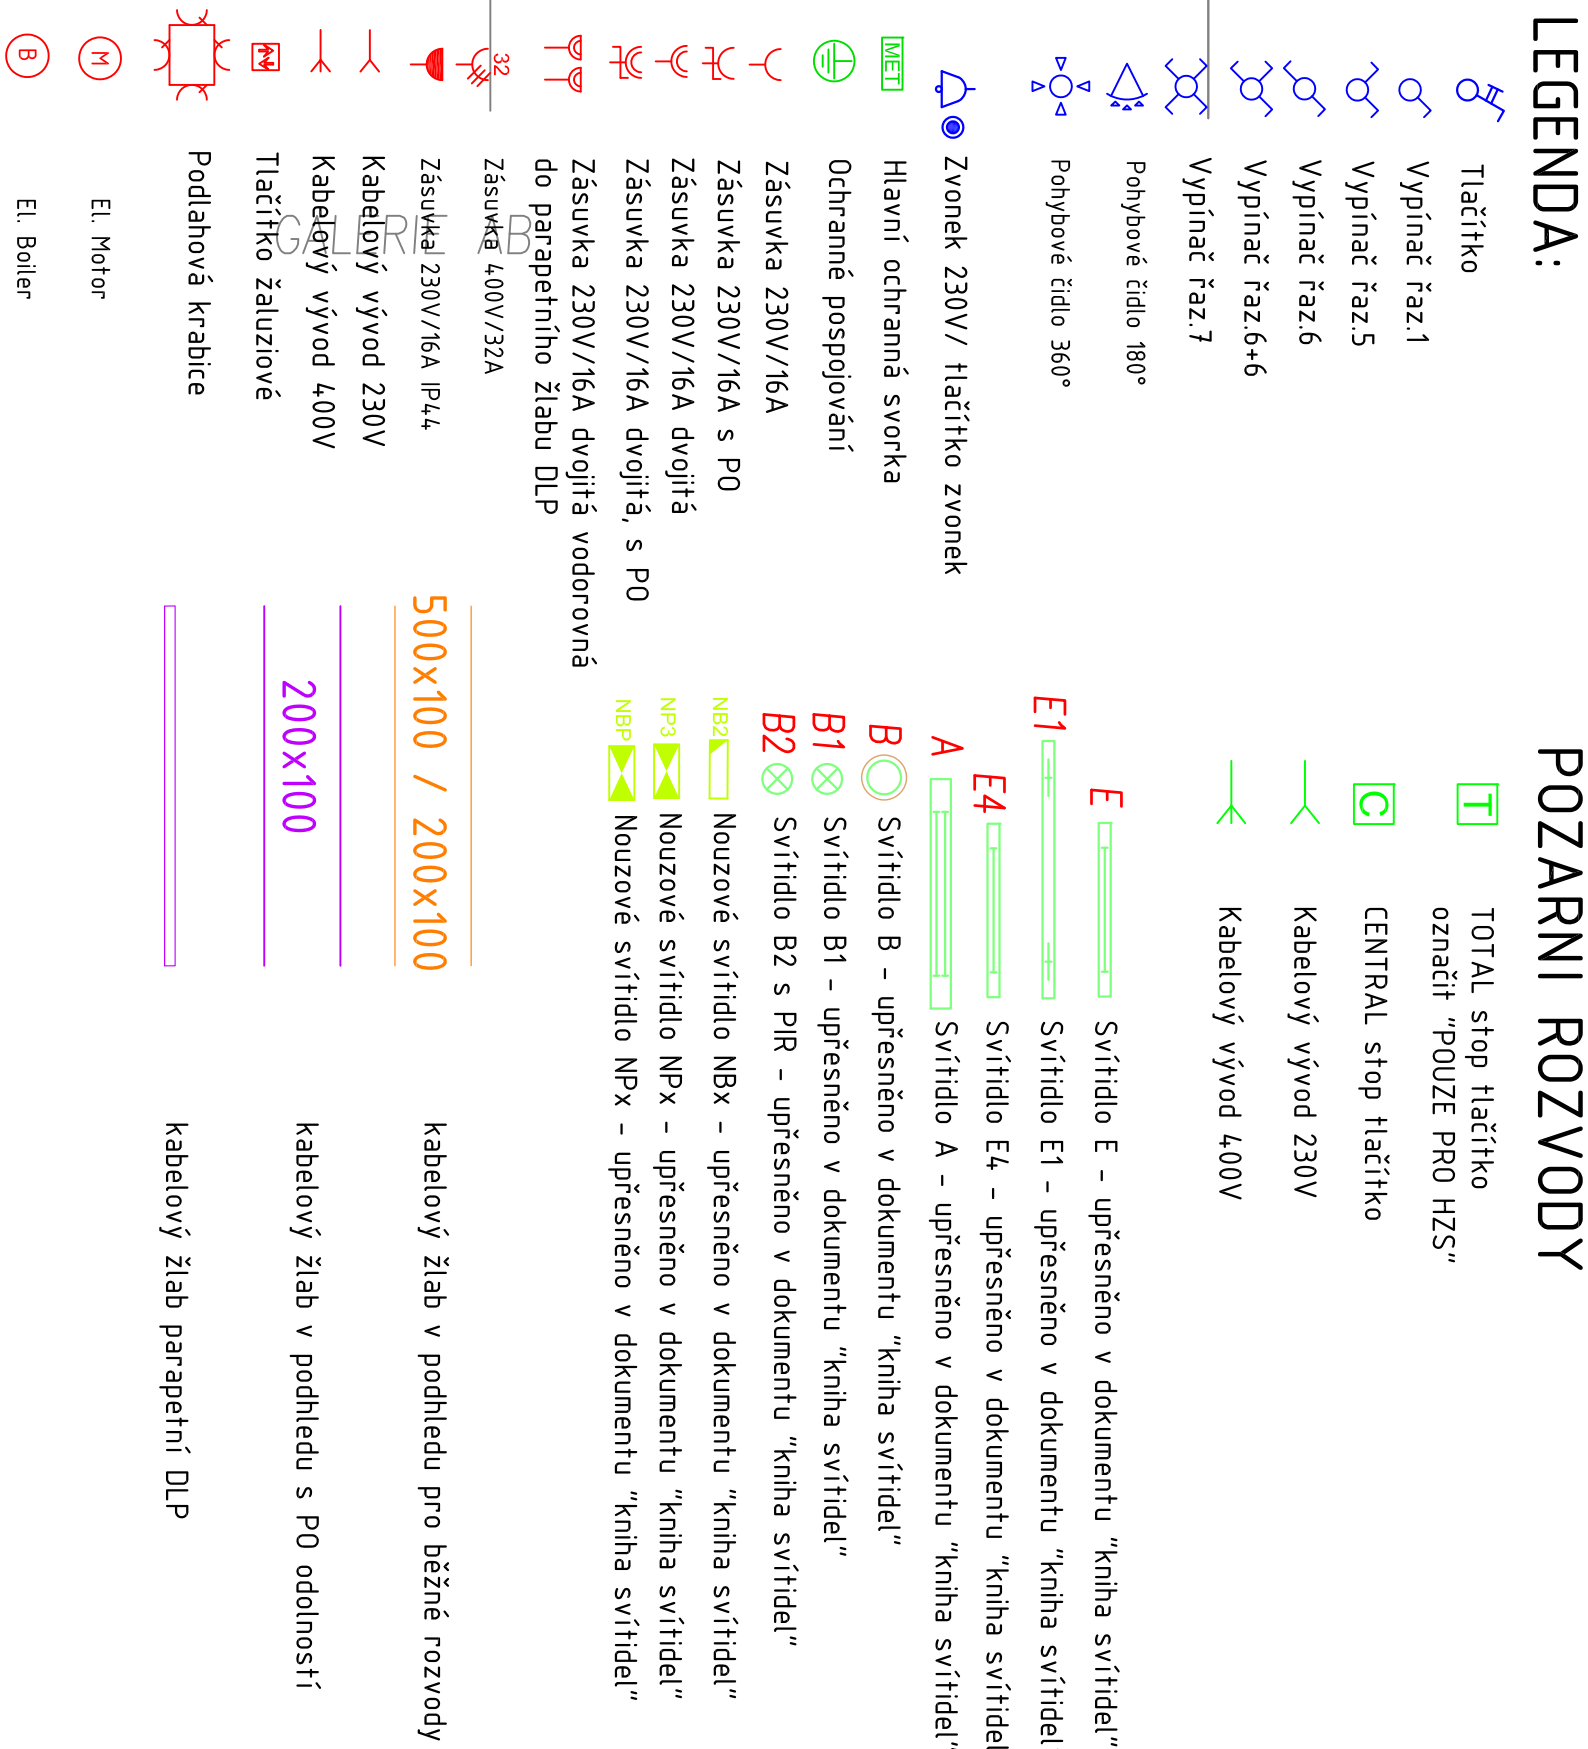 LEGENDA:
Tlačítko
Vypínač řaz.1
Vypínač řaz.5
Vypínač řaz.6
Vypínač řaz.6+6
Vypínač řaz.7
Pohybové čidlo 180°
Pohybové čidlo 360°
Zvonek 230V/ tlačítko zvonek
MET
Hlavní ochranná svorka
Ochranné pospojování
Zásuvka 230V/16A
Zásuvka 230V/16A s PO
Zásuvka 230V/16A dvojitá
Zásuvka 230V/16A dvojitá, s PO
Zásuvka 230V/16A dvojitá vodorovná
do parapetního žlabu DLP
32
Zásuvka 400V/32A
GALERIE AB
Zásuvka 230V/16A IP44
Kabelový vývod 230V
Kabelový vývod 400V
Tlačítko žaluziové
Podlahová krabice
M
El. Motor
B
El. Boiler
POZARNI ROZVODY
T
TOTAL stop tlačítko
označit "POUZE PRO HZS"
C
CENTRAL stop tlačítko
Kabelový vývod 230V
Kabelový vývod 400V
E
Svítidlo E - upřesněno v dokumentu "kniha svítidel"
E1
Svítidlo E1 - upřesněno v dokumentu "kniha svítidel
E4
Svítidlo E4 - upřesněno v dokumentu "kniha svítidel
A
Svítidlo A - upřesněno v dokumentu "kniha svítidel"
B
Svítidlo B - upřesněno v dokumentu "kniha svítidel"
B1
Svítidlo B1 - upřesněno v dokumentu "kniha svítidel"
B2
Svítidlo B2 s PIR - upřesněno v dokumentu "kniha svítidel"
NB2
Nouzové svítidlo NBx - upřesněno v dokumentu "kniha svítidel"
NP3
Nouzové svítidlo NPx - upřesněno v dokumentu "kniha svítidel"
NBP
Nouzové svítidlo NPx - upřesněno v dokumentu "kniha svítidel"
500x100 / 200x100
kabelový žlab v podhledu pro běžné rozvody
200x100
kabelový žlab v podhledu s PO odolností
kabelový žlab parapetní DLP